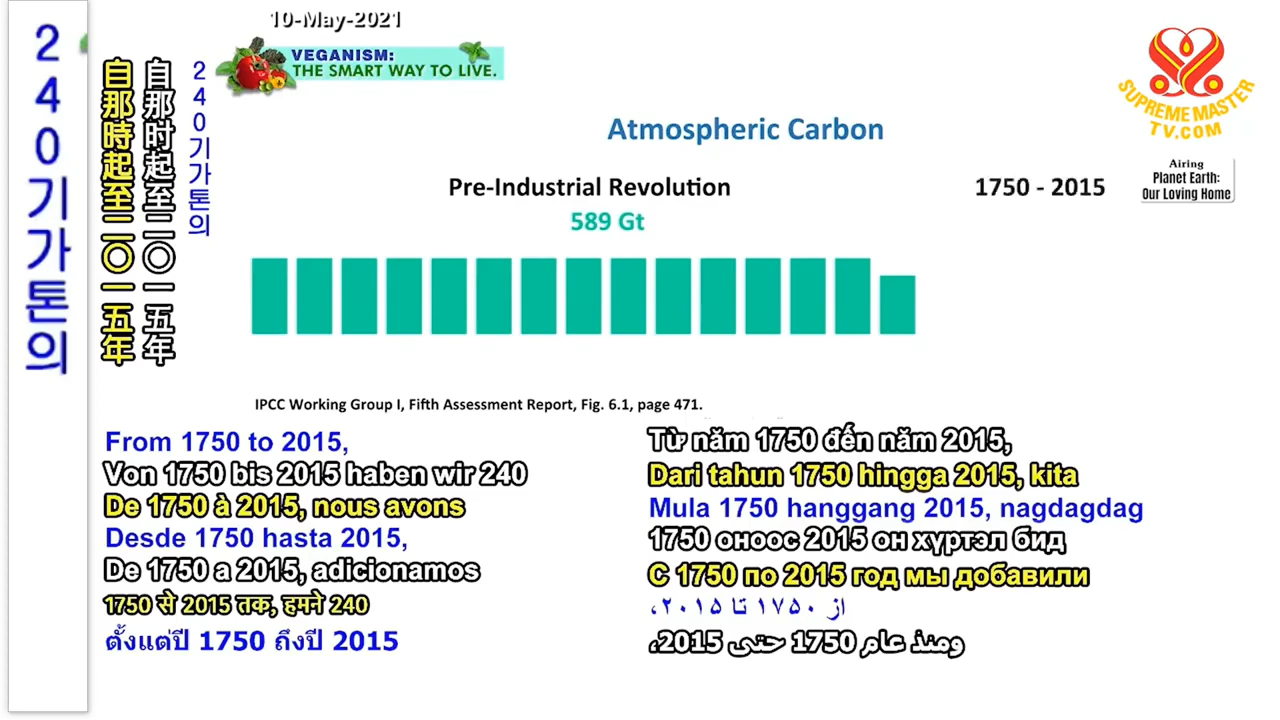 10-May-2021
VEGANISM:
THE SMART WAY TO LIVE.
SUPREME MASTER
TV.COM
Airing
Planet Earth:
Our Loving Home
240기가톤의
自那時起至二〇一五年
自那时起至二〇一五年
240기가톤의
Atmospheric Carbon
Pre-Industrial Revolution
589 Gt
1750 - 2015
IPCC Working Group I, Fifth Assessment Report, Fig. 6.1, page 471.
From 1750 to 2015,
Von 1750 bis 2015 haben wir 240
De 1750 à 2015, nous avons
Desde 1750 hasta 2015,
De 1750 a 2015, adicionamos
1750 से 2015 तक, हमने 240
ตั้งแต่ปี 1750 ถึงปี 2015
Từ năm 1750 đến năm 2015,
Dari tahun 1750 hingga 2015, kita
Mula 1750 hanggang 2015, nagdagdag
1750 оноос 2015 он хүртэл бид
С 1750 по 2015 год мы добавили
از ۱۷۵۰ تا ۲۰۱۵،
ومنذ عام 1750 حتى 2015،